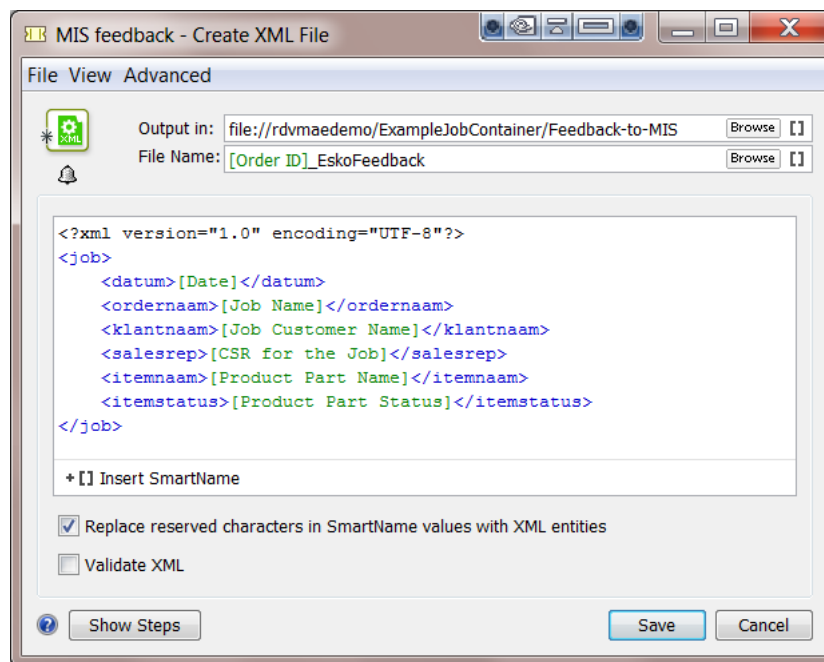 MIS feedback - Create XML File
File View Advanced
XML
Output in: file://rdvmaedemo/ExampleJobContainer/Feedback-to-MIS Browse []
File Name: [Order ID]_EskoFeedback Browse []
<?xml version="1.0" encoding="UTF-8"?>
<job>
<datum>[Date]</datum>
<ordernaam>[Job Name]</ordernaam>
<klantnaam>[Job Customer Name]</klantnaam>
<salesrep>[CSR for the Job]</salesrep>
<itemnaam>[Product Part Name]</itemnaam>
<itemstatus>[Product Part Status]</itemstatus>
</job>
+ [] Insert SmartName
Replace reserved characters in SmartName values with XML entities
Validate XML
? Show Steps Save Cancel